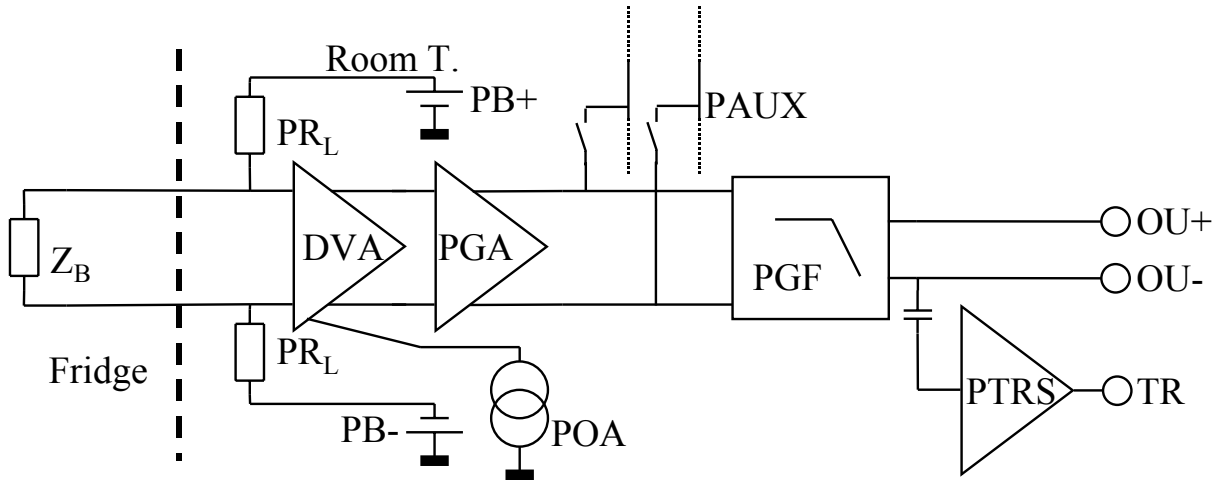 Room T.
PB+
PAUX
PR_L
OU+
DVA
PGA
Z_B
PGF
OU-
PR_L
Fridge
PTRS
TR
PB-
POA